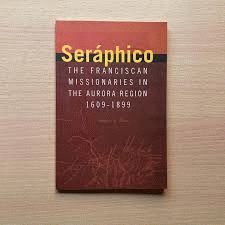 Seráphico
THE FRANCISCAN
MISSIONARIES IN
THE AURORA REGION
1609-1899